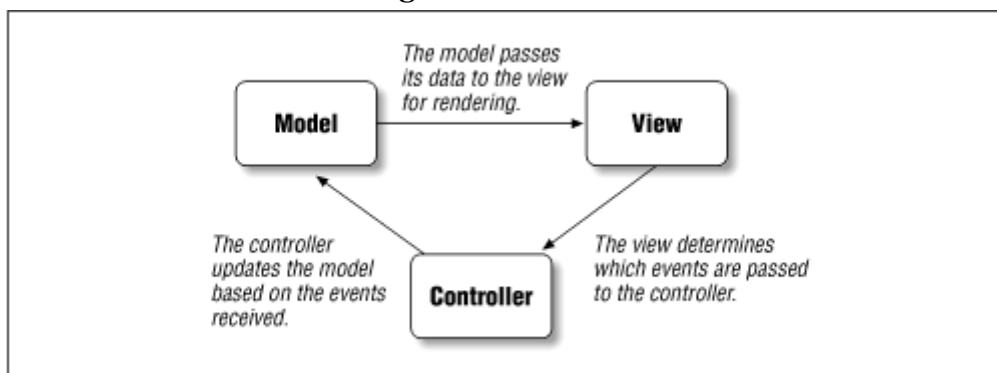 The model passes
its data to the view
for rendering.
Model
View
The controller
updates the model
based on the events
received.
Controller
The view determines
which events are passed
to the controller.